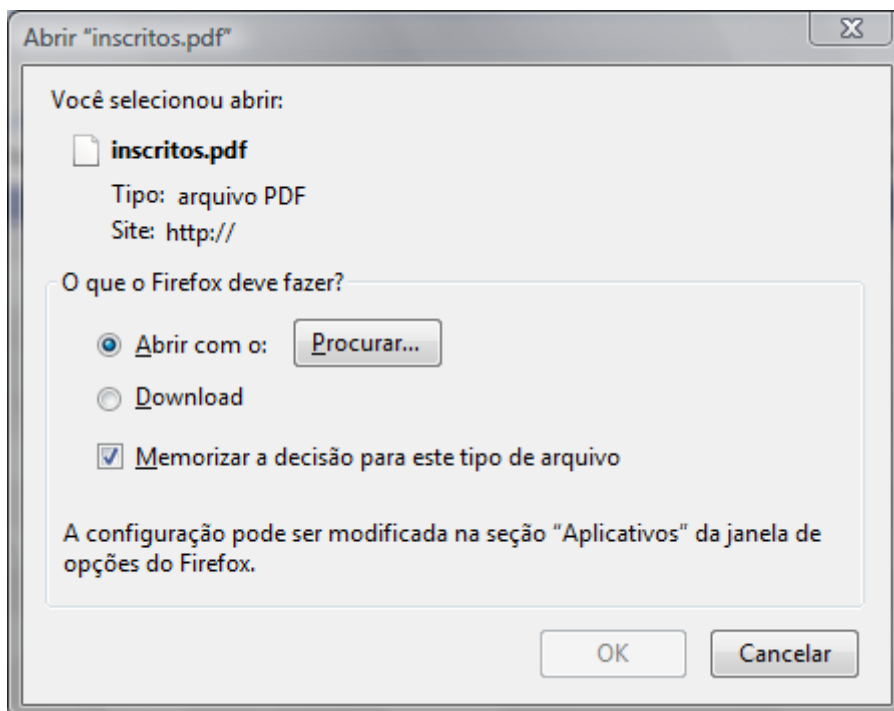 Abrir “inscritos.pdf”
Você selecionou abrir:
inscritos.pdf
Tipo: arquivo PDF
Site: http://
O que o Firefox deve fazer?
Abrir com o: Procurar...
Download
Memorizar a decisão para este tipo de arquivo
A configuração pode ser modificada na seção “Aplicativos” da janela de
opções do Firefox.
OK Cancelar